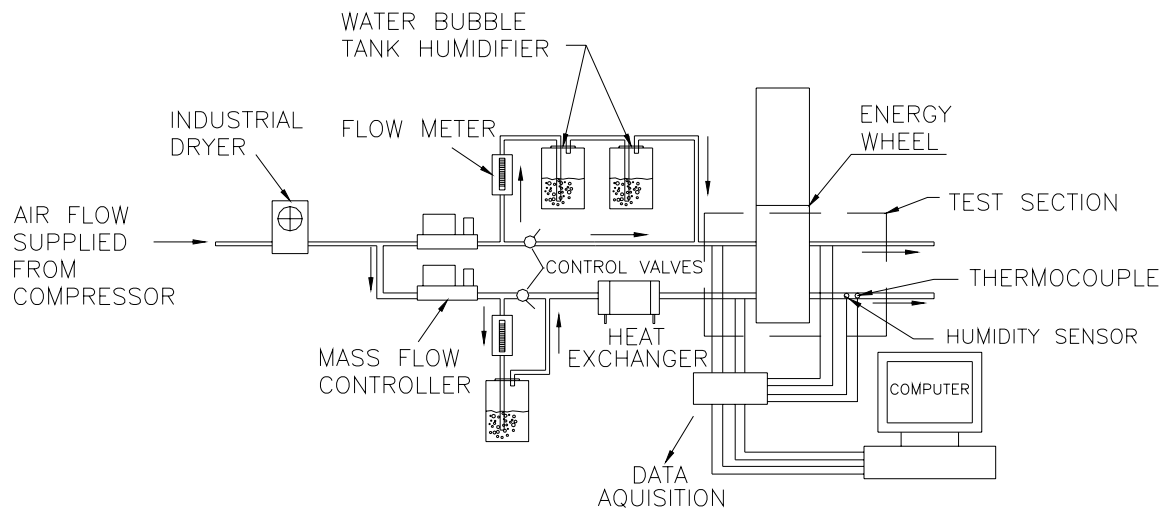 WATER BUBBLE
TANK HUMIDIFIER
INDUSTRIAL
DRYER
FLOW METER
ENERGY
WHEEL
TEST SECTION
AIR FLOW
SUPPLIED
FROM
COMPRESSOR
CONTROL VALVES
THERMOCOUPLE
HUMIDITY SENSOR
HEAT
EXCHANGER
MASS FLOW
CONTROLLER
COMPUTER
DATA
AQUISITION